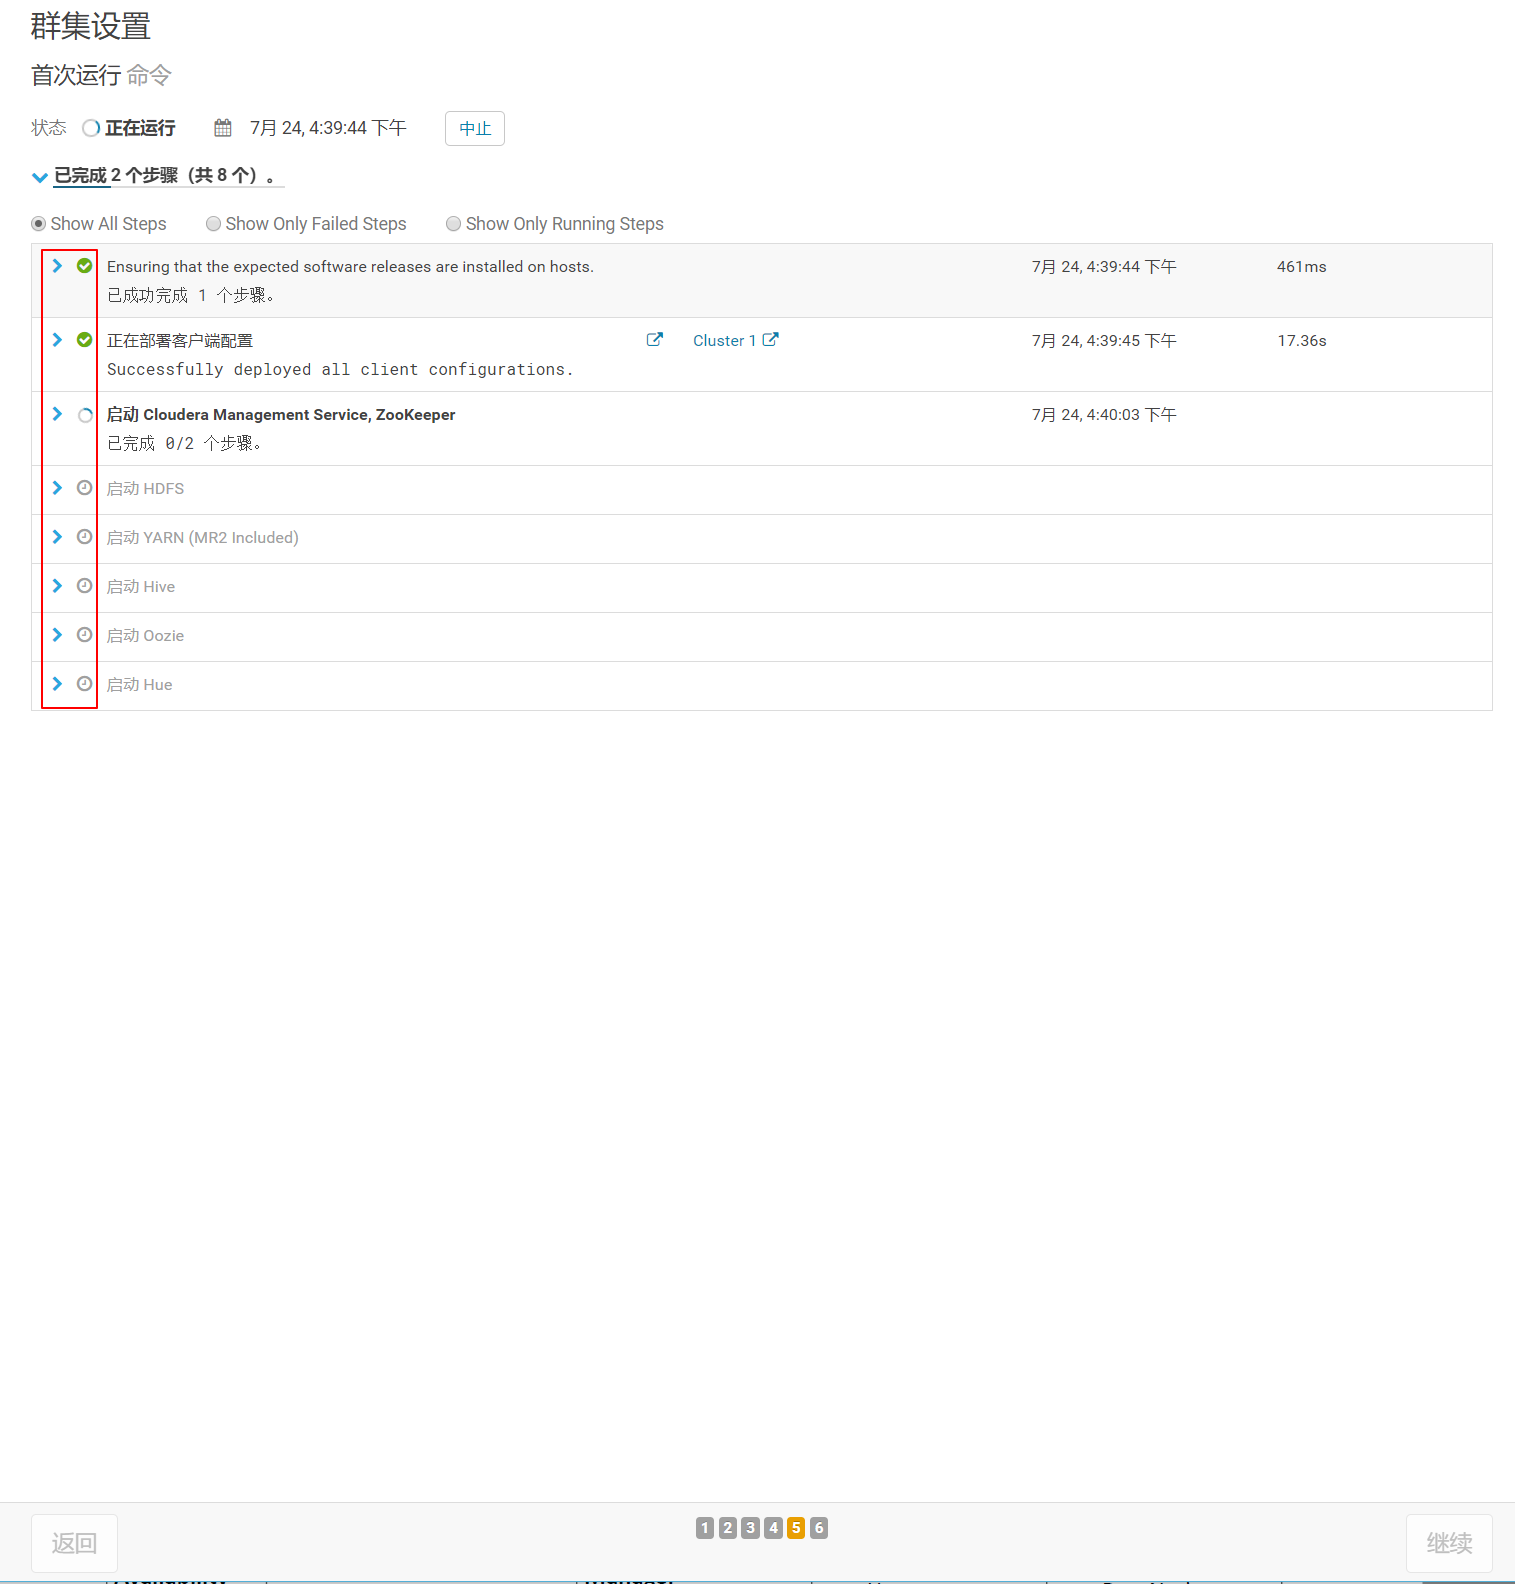 群集设置
首次运行 命令
状态 正在运行 7月 24, 4:39:44 下午 中止
已完成 2 个步骤（共 8 个）。
Show All Steps Show Only Failed Steps Show Only Running Steps
Ensuring that the expected software releases are installed on hosts. 7月 24, 4:39:44 下午 461ms
已成功完成 1 个步骤。
正在部署客户端配置 Cluster 1 7月 24, 4:39:45 下午 17.36s
Successfully deployed all client configurations.
启动 Cloudera Management Service, ZooKeeper 7月 24, 4:40:03 下午
已完成 0/2 个步骤。
启动 HDFS
启动 YARN (MR2 Included)
启动 Hive
启动 Oozie
启动 Hue
返回 1 2 3 4 5 6 继续